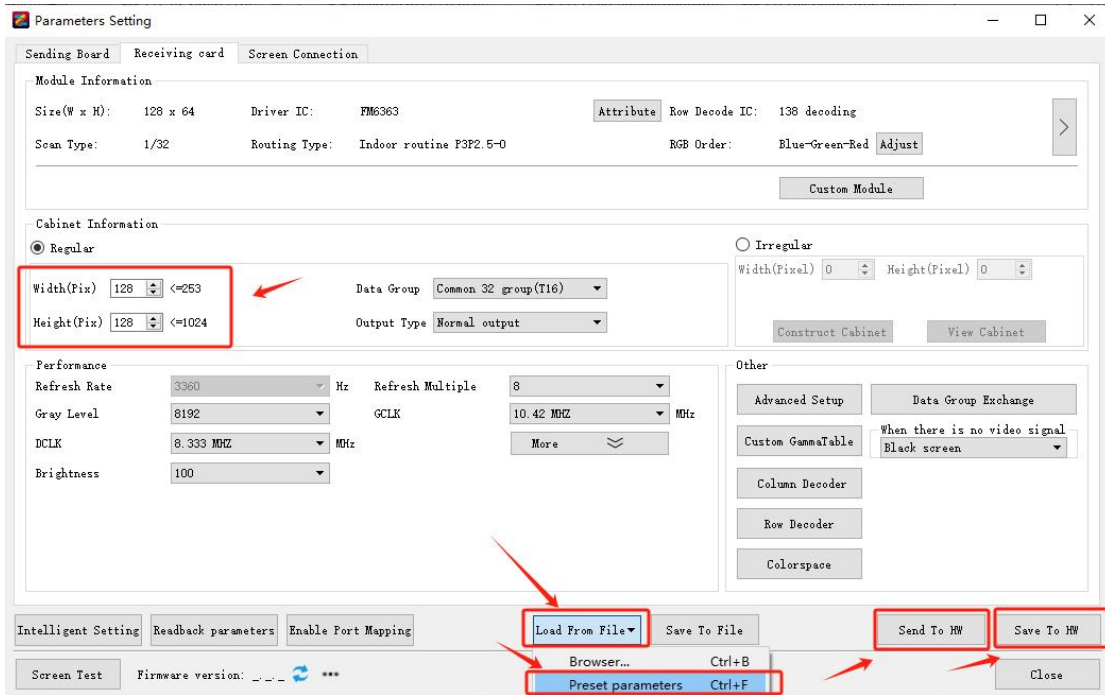 Parameters Setting
Sending Board Receiving card Screen Connection
Module Information
Size(W x H): 128 x 64 Driver IC: FM6363 Attribute Row Decode IC: 138 decoding
>
Scan Type: 1/32 Routing Type: Indoor routine P3P2.5-0 RGB Order: Blue-Green-Red Adjust
Custom Module
Cabinet Information
Regular Irregular
Width(Pix) 128 <=253 Data Group Common 32 group(T16) Width(Pixel) 0 Height(Pixel) 0
Height(Pix) 128 <=1024 Output Type Normal output Construct Cabinet View Cabinet
Performance Other
Refresh Rate 3360 Hz Refresh Multiple 8
Advanced Setup Data Group Exchange
Gray Level 8192 GCLK 10.42 MHZ MHz
When there is no video signal
DCLK 8.333 MHZ MHz More Custom GammaTable Black screen
Brightness 100
Column Decoder
Row Decoder
Colorspace
Intelligent Setting Readback parameters Enable Port Mapping Load From File Save To File Send To HW Save To HW
Browser... Ctrl+B
Screen Test Firmware version: _._._ ••• Close
Preset parameters Ctrl+F